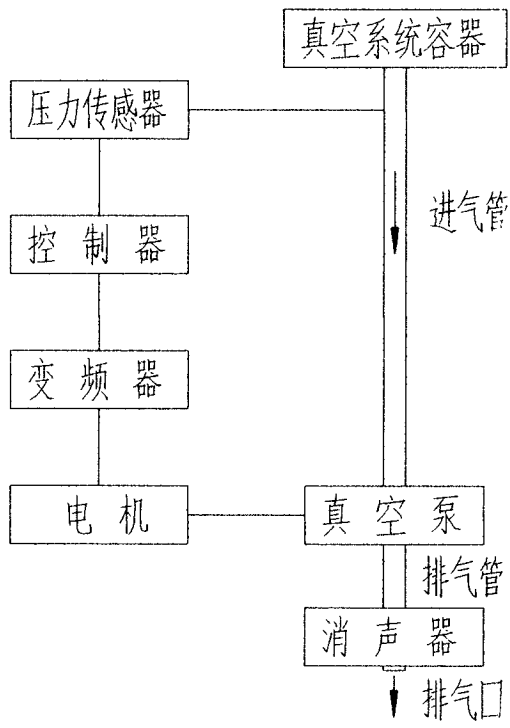 真空系统容器
压力传感器
进气管
控制器
变频器
电机
真空泵
排气管
消声器
排气口